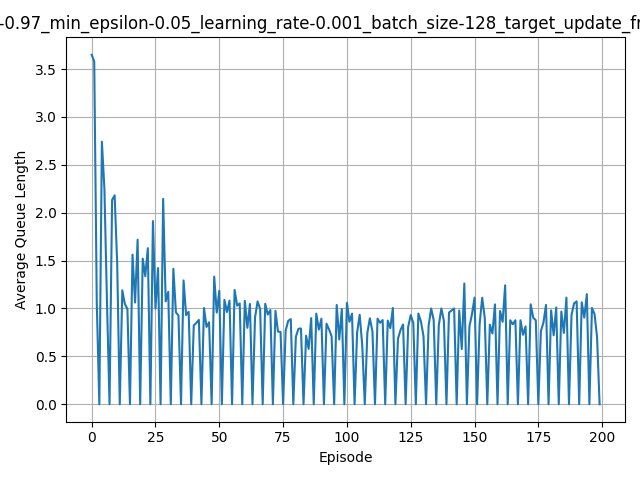 -0.97_min_epsilon-0.05_learning_rate-0.001_batch_size-128_target_update_fr
3.5
3.0
2.5
2.0
1.5
1.0
0.5
0.0
Average Queue Length
0 25 50 75 100 125 150 175 200
Episode